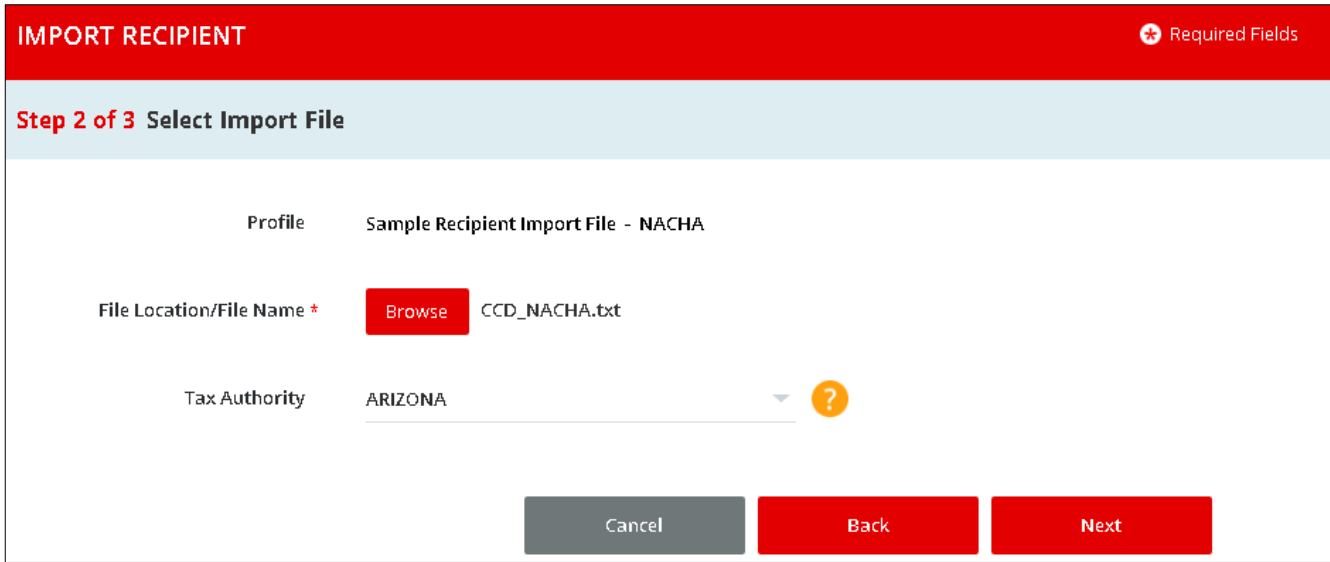 IMPORT RECIPIENT
* Required Fields
Step 2 of 3 Select Import File
Profile Sample Recipient Import File - NACHA
File Location/File Name * Browse CCD_NACHA.txt
Tax Authority ARIZONA ?
Cancel Back Next